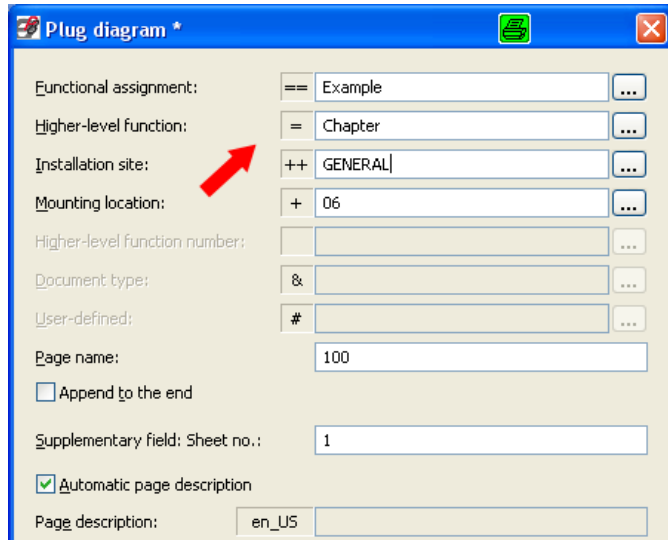 Plug diagram *
Functional assignment: == Example ...
Higher-level function: = Chapter ...
Installation site: ++ GENERAL ...
Mounting location: + 06 ...
Higher-level function number: ...
Document type: & ...
User-defined: # ...
Page name: 100
Append to the end
Supplementary field: Sheet no.: 1
Automatic page description
Page description: en_US